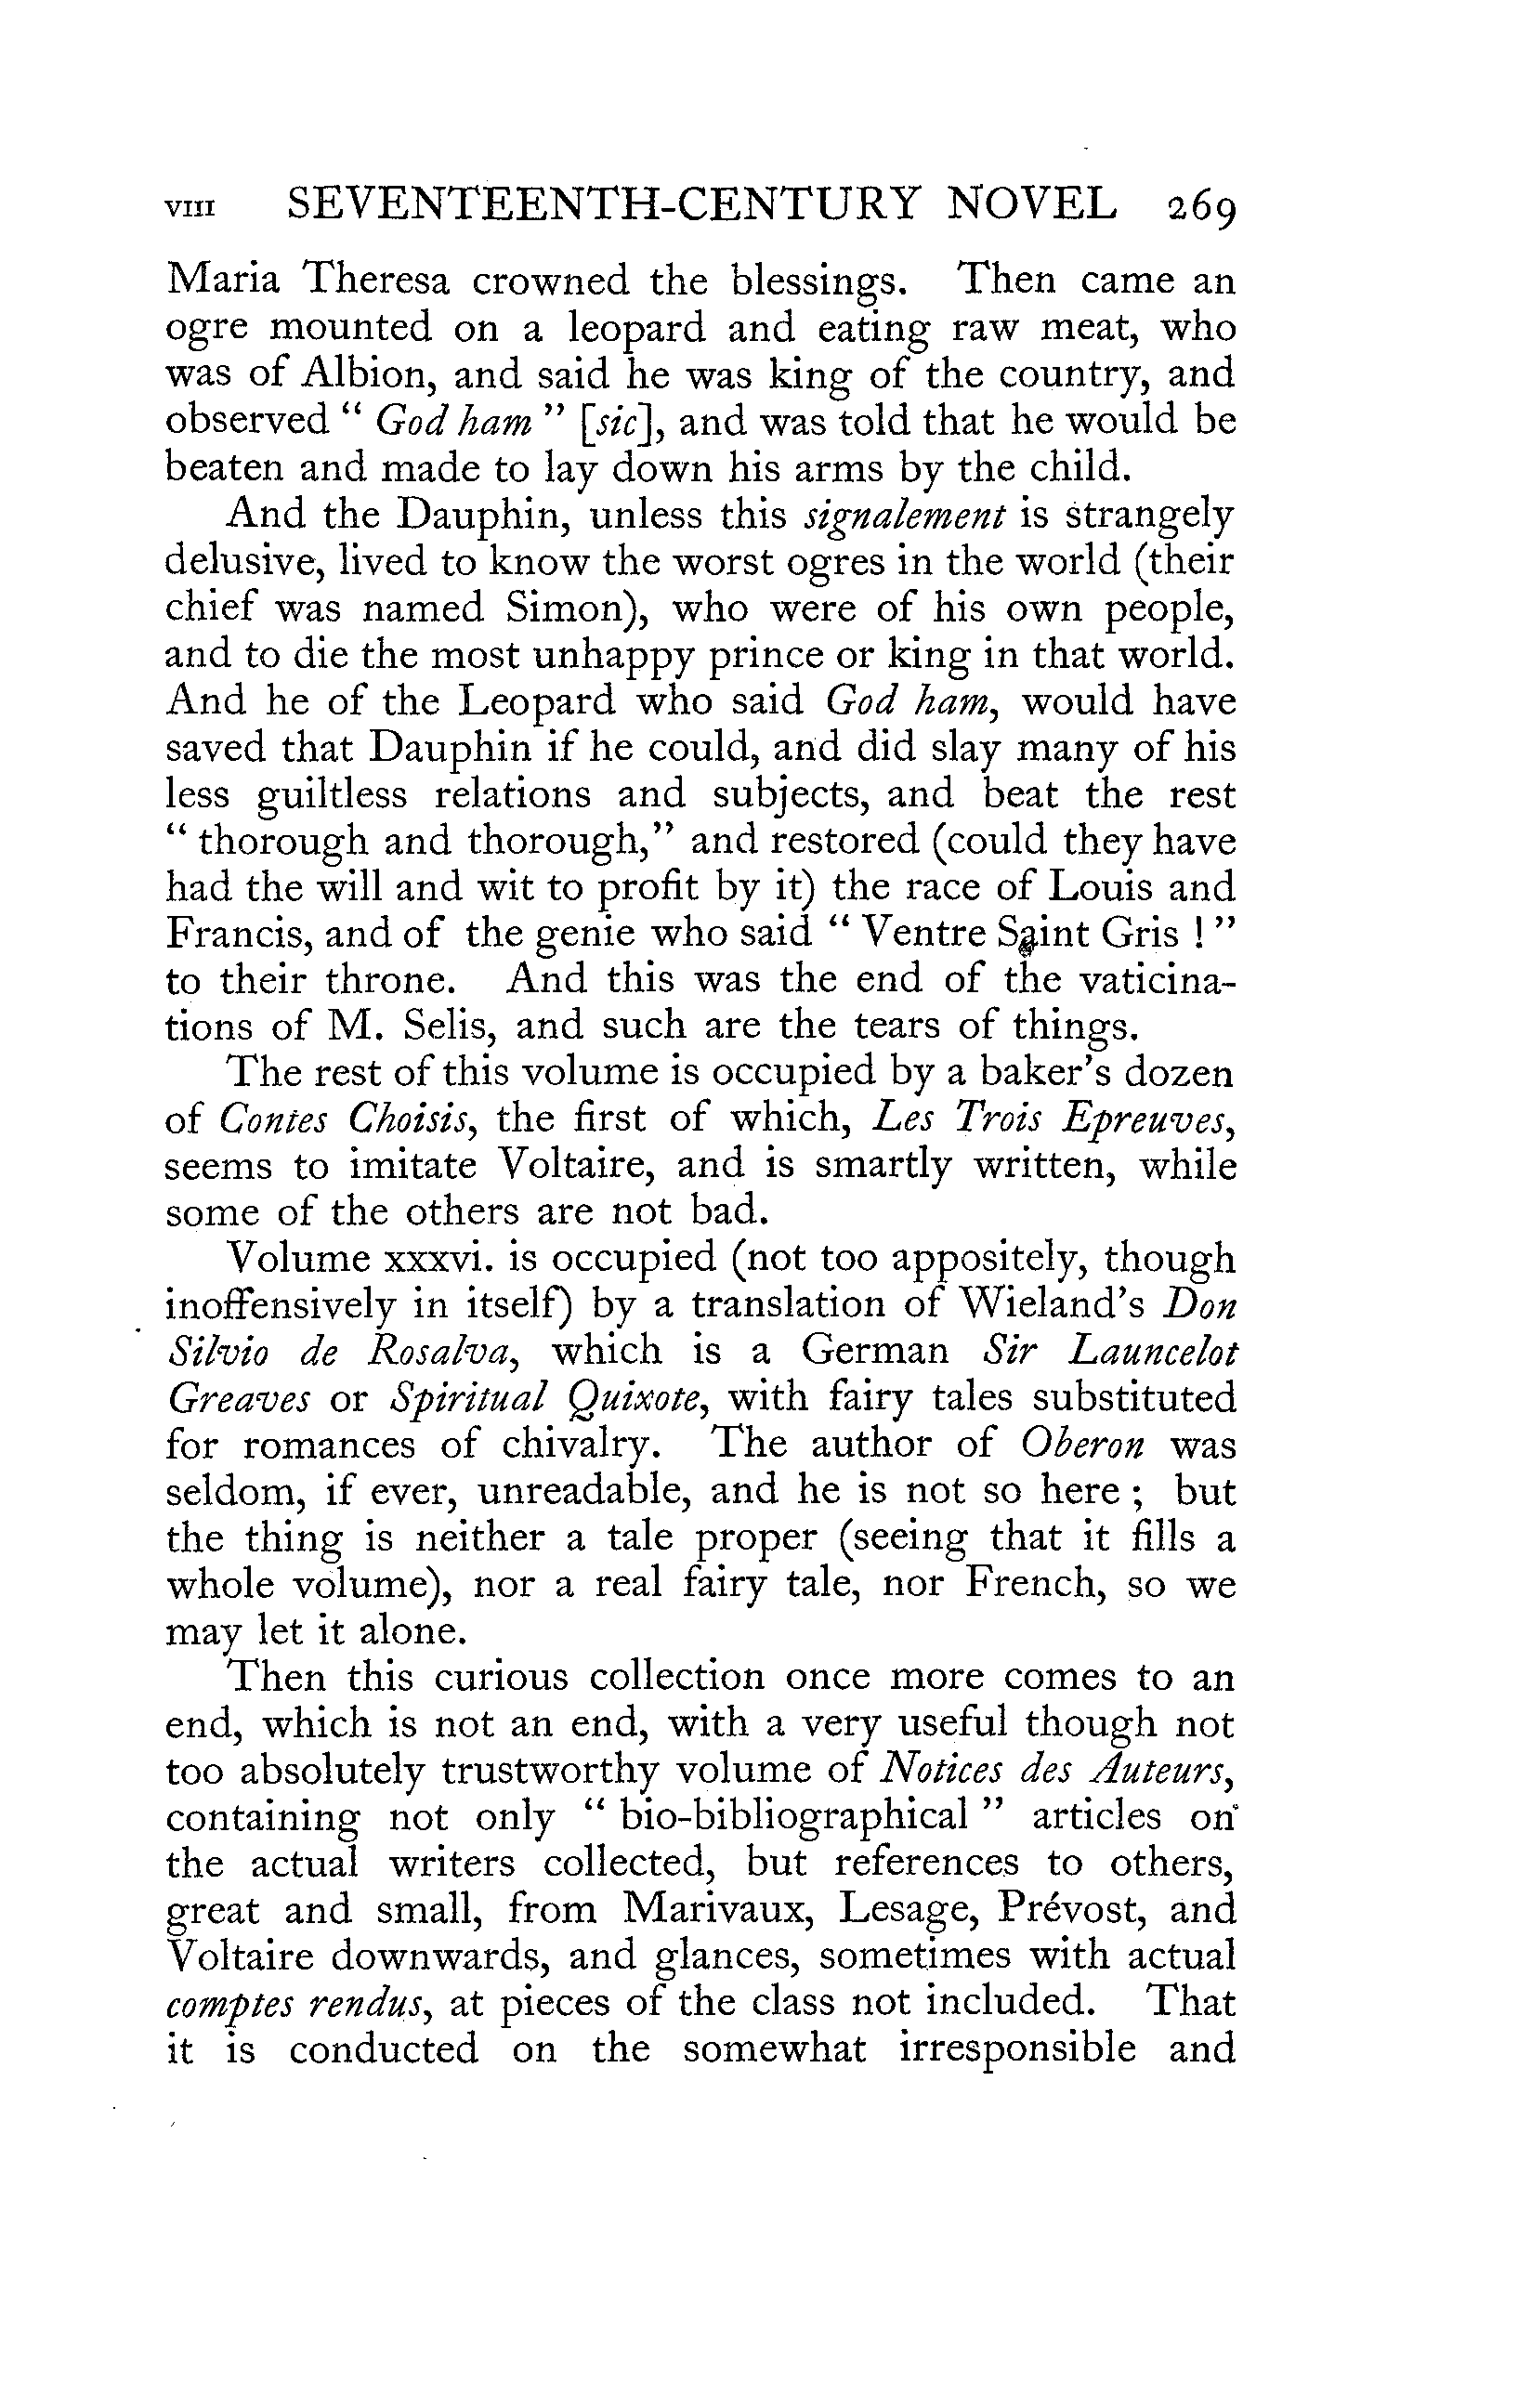 VIII SEVENTEENTH-CENTURY NOVEL 269
Maria Theresa crowned the blessings. Then came an
ogre mounted on a leopard and eating raw meat, who
was of Albion, and said he was king of the country, and
observed “ God ham ” [sic], and was told that he would be
beaten and made to lay down his arms by the child.
And the Dauphin, unless this signalement is strangely
delusive, lived to know the worst ogres in the world (their
chief was named Simon), who were of his own people,
and to die the most unhappy prince or king in that world.
And he of the Leopard who said God ham, would have
saved that Dauphin if he could, and did slay many of his
less guiltless relations and subjects, and beat the rest
“ thorough and thorough,” and restored (could they have
had the will and wit to profit by it) the race of Louis and
Francis, and of the genie who said “ Ventre Saint Gris ! ”
to their throne. And this was the end of the vaticina-
tions of M. Selis, and such are the tears of things.
The rest of this volume is occupied by a baker's dozen
of Contes Choisis, the first of which, Les Trois Epreuves,
seems to imitate Voltaire, and is smartly written, while
some of the others are not bad.
Volume xxxvi. is occupied (not too appositely, though
inoffensively in itself) by a translation of Wieland's Don
Silvio de Rosalva, which is a German Sir Launcelot
Greaves or Spiritual Quixote, with fairy tales substituted
for romances of chivalry. The author of Oberon was
seldom, if ever, unreadable, and he is not so here ; but
the thing is neither a tale proper (seeing that it fills a
whole volume), nor a real fairy tale, nor French, so we
may let it alone.
Then this curious collection once more comes to an
end, which is not an end, with a very useful though not
too absolutely trustworthy volume of Notices des Auteurs,
containing not only “ bio-bibliographical ” articles on
the actual writers collected, but references to others,
great and small, from Marivaux, Lesage, Prévost, and
Voltaire downwards, and glances, sometimes with actual
comptes rendus, at pieces of the class not included. That
it is conducted on the somewhat irresponsible and